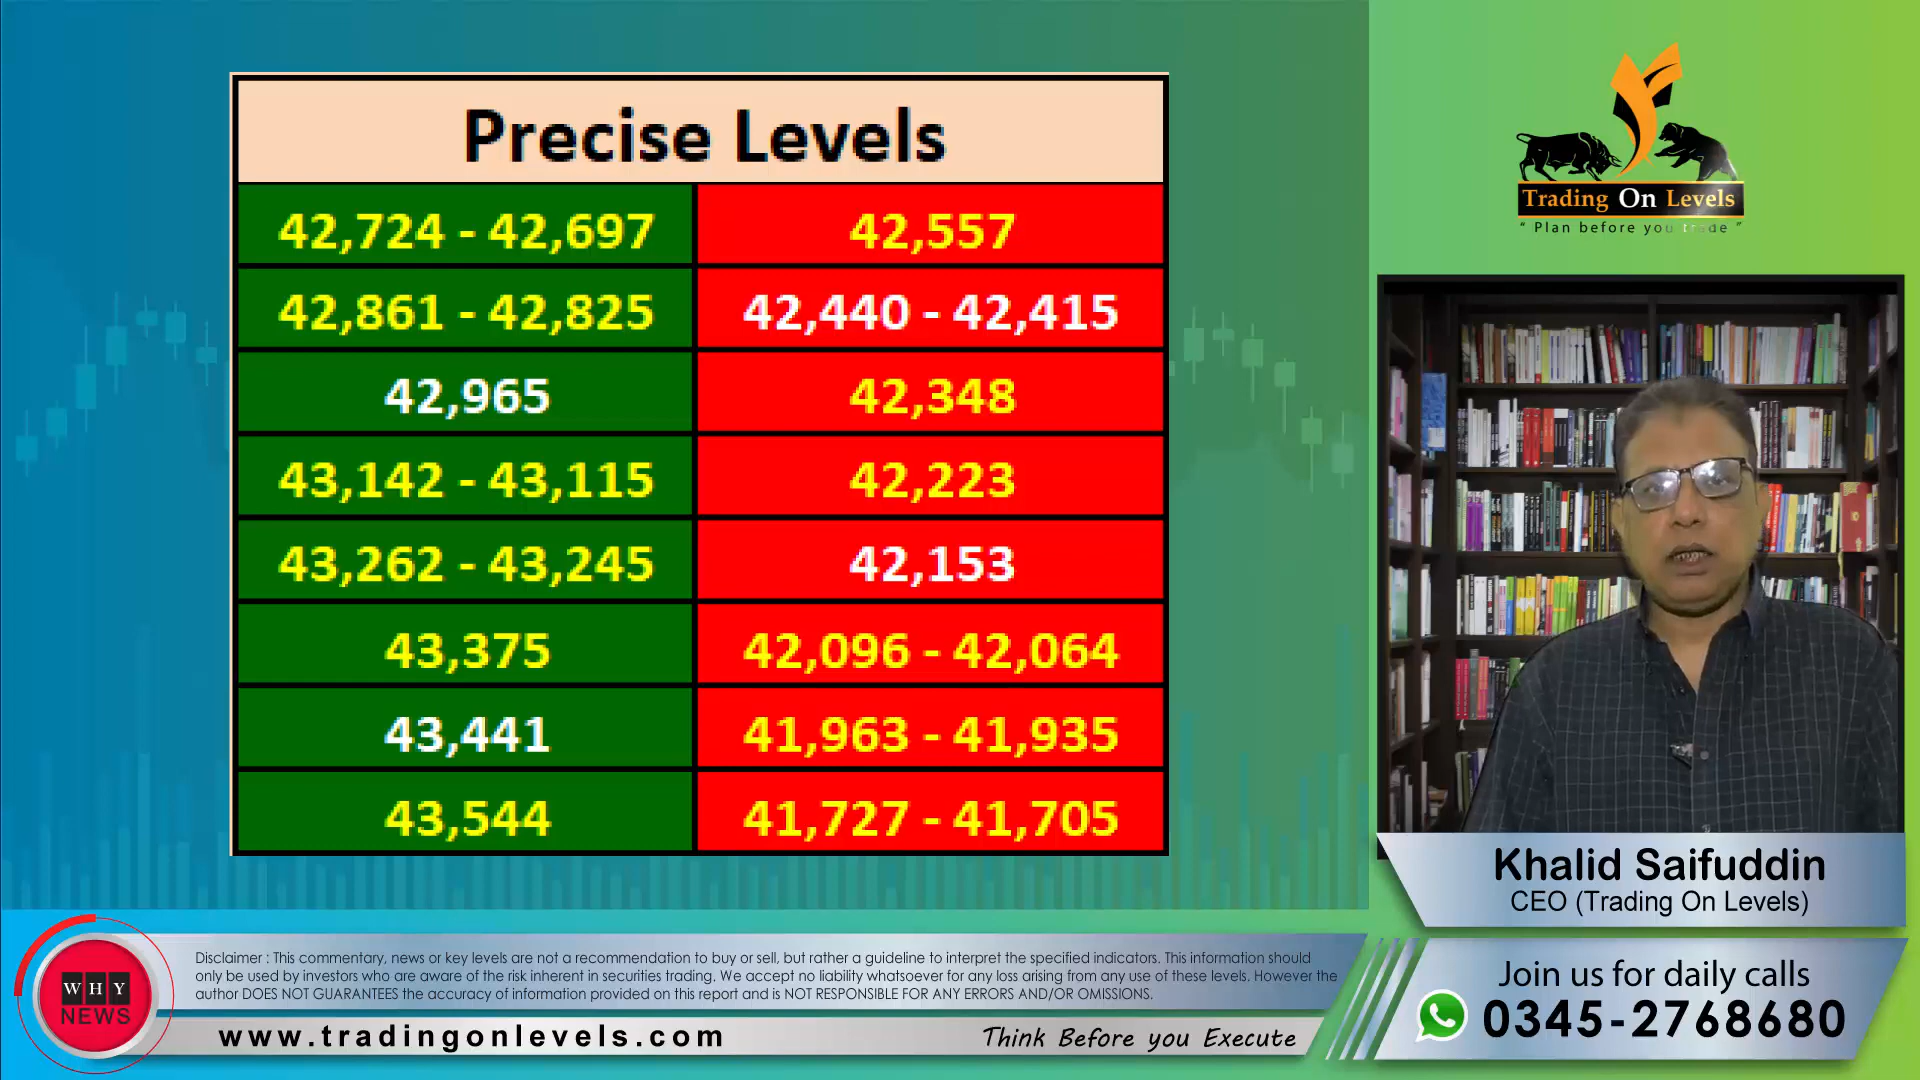 Precise Levels
42,724 - 42,697 42,557
42,861 - 42,825 42,440 - 42,415
42,965 42,348
43,142 - 43,115 42,223
43,262 - 43,245 42,153
43,375 42,096 - 42,064
43,441 41,963 - 41,935
43,544 41,727 - 41,705
Trading On Levels
“ Plan before you trade ”
Khalid Saifuddin
CEO (Trading On Levels)
WHY
NEWS
Disclaimer : This commentary, news or key levels are not a recommendation to buy or sell, but rather a guideline to interpret the specified indicators. This information should
only be used by investors who are aware of the risk inherent in securities trading. We accept no liability whatsoever for any loss arising from any use of these levels. However the
author DOES NOT GUARANTEES the accuracy of information provided on this report and is NOT RESPONSIBLE FOR ANY ERRORS AND/OR OMISSIONS.
www.tradingonlevels.com
Think Before you Execute
Join us for daily calls
0345-2768680